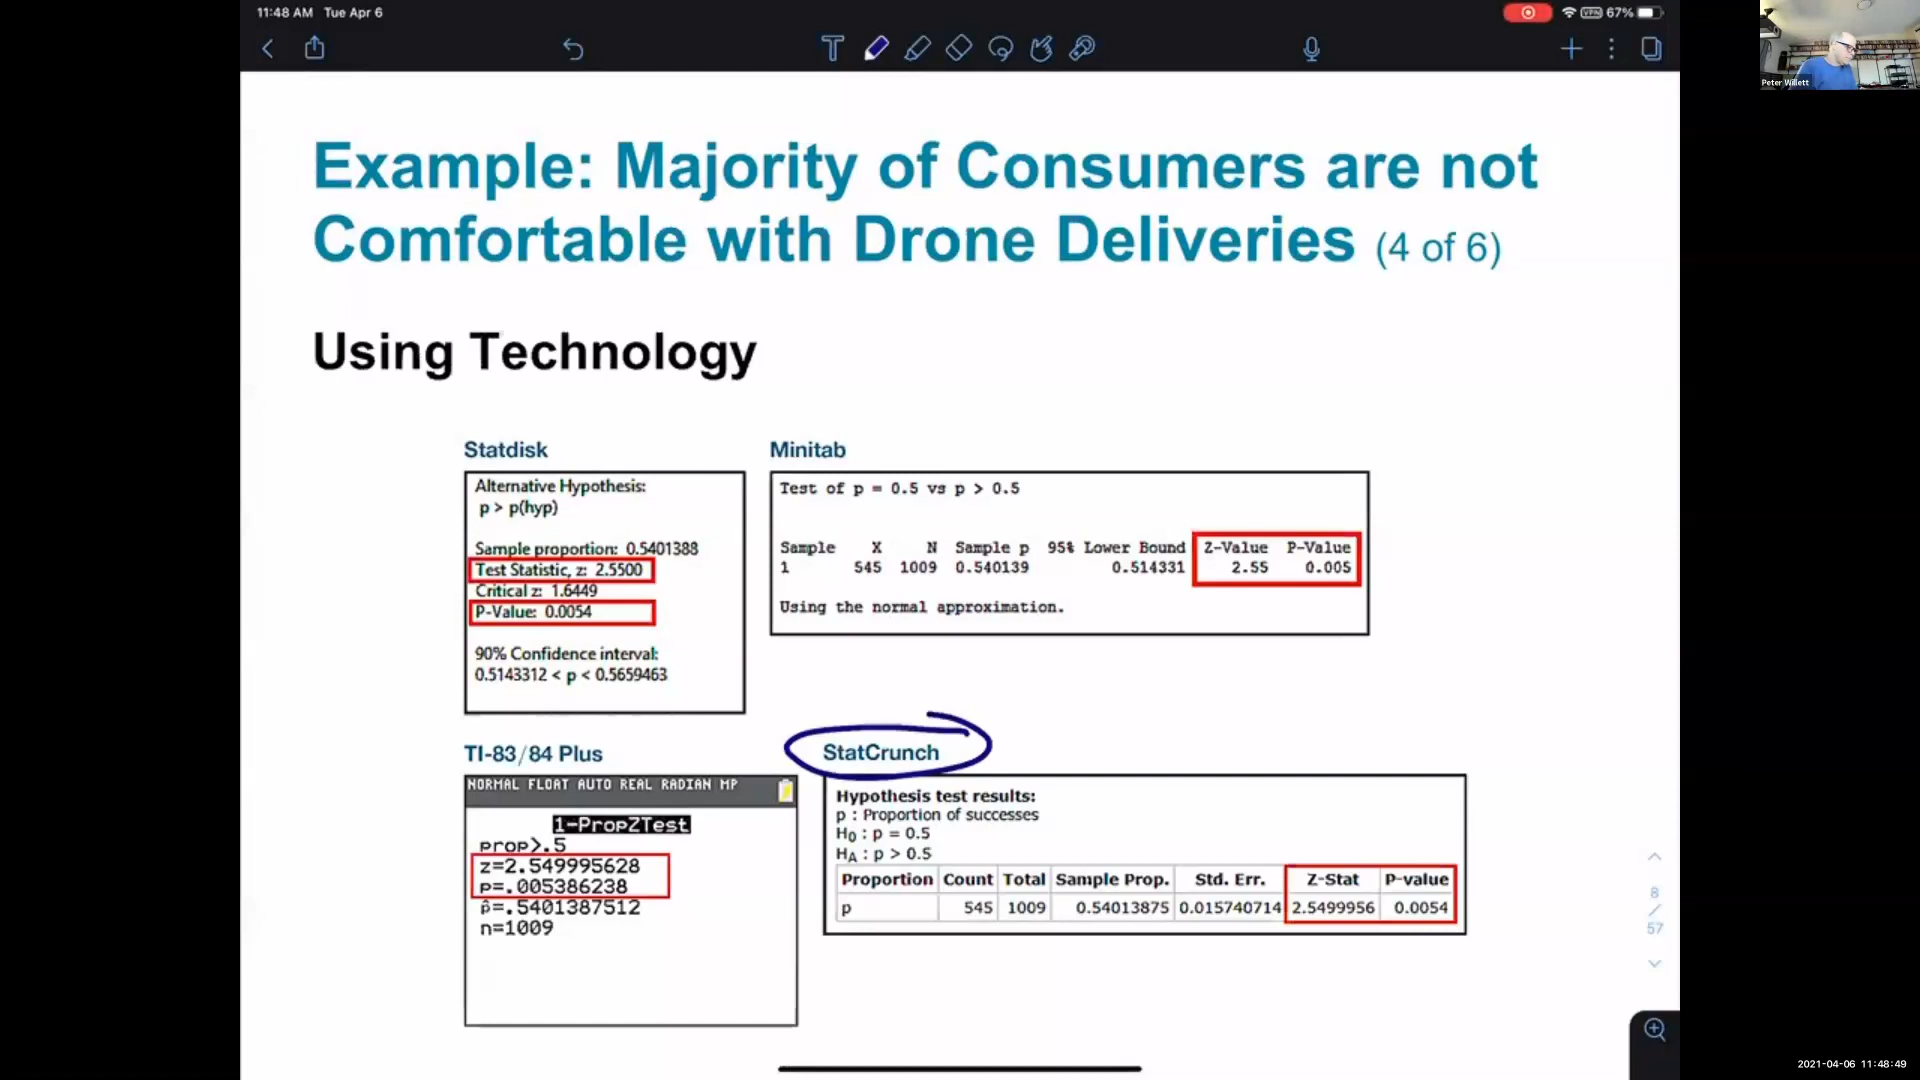 11:48 AM Tue Apr 6
VPN 67%
Peter Willett
Example: Majority of Consumers are not
Comfortable with Drone Deliveries (4 of 6)
Using Technology
Statdisk
Alternative Hypothesis:
p > p(hyp)
Sample proportion: 0.5401388
Test Statistic, z: 2.5500
Critical z: 1.6449
P-Value: 0.0054
90% Confidence interval:
0.5143312 < p < 0.5659463
Minitab
Test of p = 0.5 vs p > 0.5
Sample X N Sample p 95% Lower Bound Z-Value P-Value
1 545 1009 0.540139 0.514331 2.55 0.005
Using the normal approximation.
TI-83/84 Plus
NORMAL FLOAT AUTO REAL RADIAN MP
1-PropZTest
prop>.5
z=2.549995628
p=.005386238
p̂=.5401387512
n=1009
StatCrunch
Hypothesis test results:
p : Proportion of successes
H₀ : p = 0.5
Hᴀ : p > 0.5
Proportion Count Total Sample Prop. Std. Err. Z-Stat P-value
p 545 1009 0.54013875 0.015740714 2.5499956 0.0054
8
/
57
2021-04-06 11:48:49